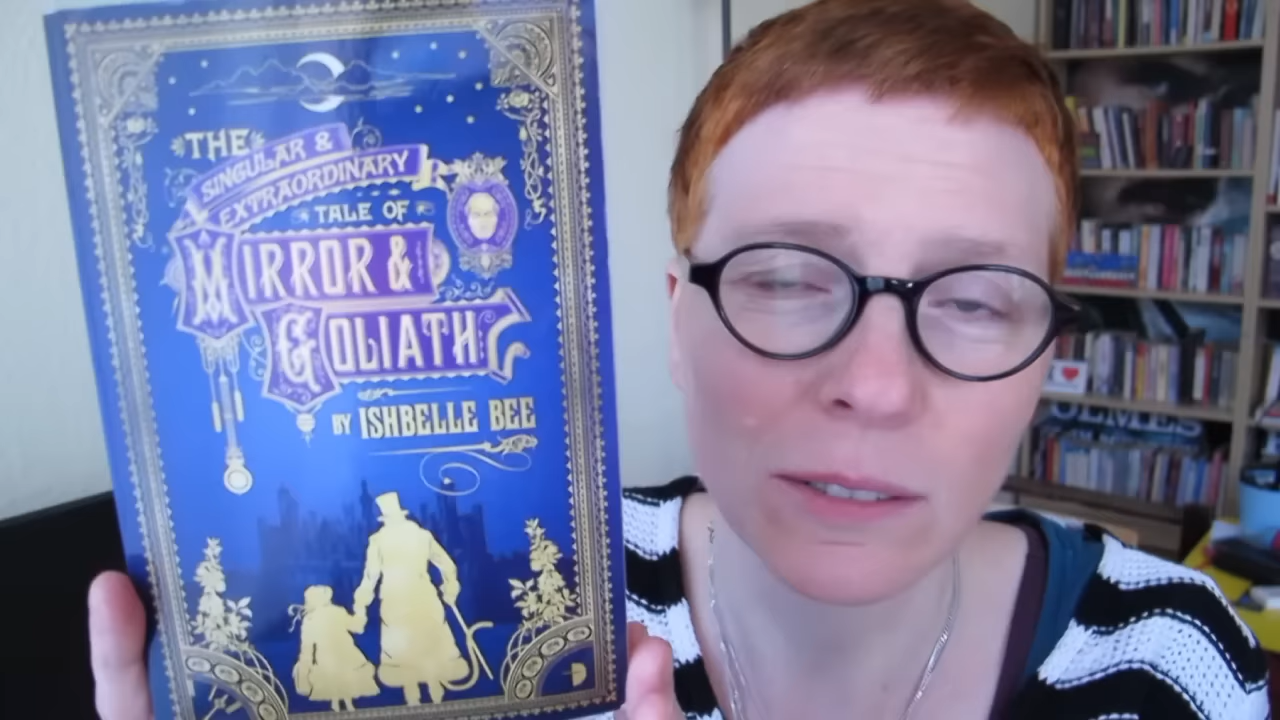 THE
SINGULAR &
EXTRAORDINARY
TALE OF
MIRROR &
GOLIATH
BY ISHBELLE BEE